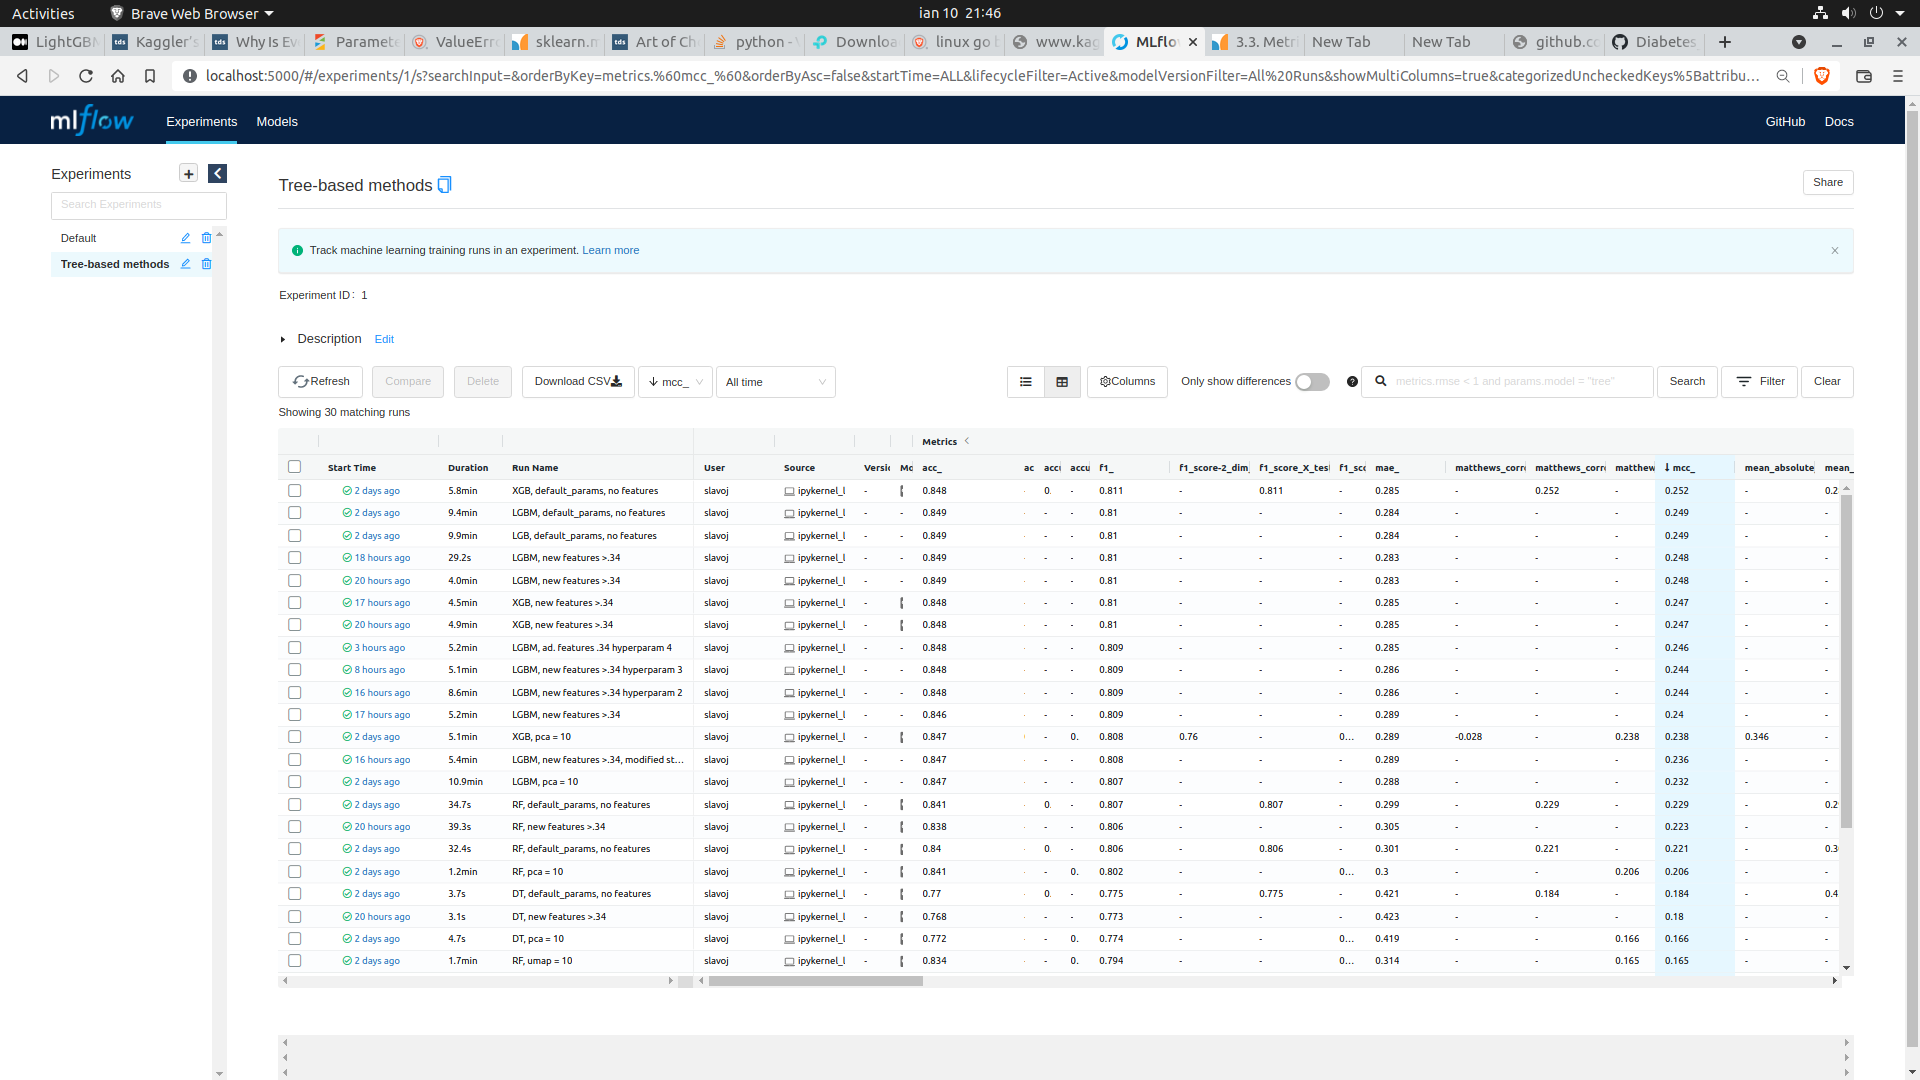 Activities Brave Web Browser ian 10 21:46
LightGBM Kaggler's Why Is Ev Paramete ValueErro sklearn.m Art of Ch python - Downloa linux go b www.kag MLflow 3.3. Metri New Tab New Tab github.co Diabetes
localhost:5000/#/experiments/1/s?searchInput=&orderByKey=metrics.%60mcc_%60&orderByAsc=false&startTime=ALL&lifecycleFilter=Active&modelVersionFilter=All%20Runs&showMultiColumns=true&categorizedUncheckedKeys%5Battribu...
mlflow Experiments Models GitHub Docs
Experiments
Search Experiments
Default
Tree-based methods
Tree-based methods Share
Track machine learning training runs in an experiment. Learn more
Experiment ID: 1
Description Edit
Refresh Compare Delete Download CSV mcc_ All time Columns Only show differences metrics.rmse < 1 and params.model = "tree" Search Filter Clear
Showing 30 matching runs
Metrics
Start Time Duration Run Name User Source Versic Mo acc_ ac accu accu f1_ f1_score-2_dim f1_score_X_tes f1_sco mae_ matthews_corre matthews_corre matthew mcc_ mean_absolute mean_
2 days ago 5.8min XGB, default_params, no features slavoj ipykernel_l - 0.848 0. - 0.811 - 0.811 - 0.285 - 0.252 - 0.252 - 0.2
2 days ago 9.4min LGBM, default_params, no features slavoj ipykernel_l - - 0.849 - - 0.81 - - - 0.284 - - - 0.249 - -
2 days ago 9.9min LGB, default_params, no features slavoj ipykernel_l - - 0.849 - - 0.81 - - - 0.284 - - - 0.249 - -
18 hours ago 29.2s LGBM, new features >.34 slavoj ipykernel_l - - 0.849 - - 0.81 - - - 0.283 - - - 0.248 - -
20 hours ago 4.0min LGBM, new features >.34 slavoj ipykernel_l - - 0.849 - - 0.81 - - - 0.283 - - - 0.248 - -
17 hours ago 4.5min XGB, new features >.34 slavoj ipykernel_l - 0.848 - - 0.81 - - - 0.285 - - - 0.247 - -
20 hours ago 4.9min XGB, new features >.34 slavoj ipykernel_l - 0.848 - - 0.81 - - - 0.285 - - - 0.247 - -
3 hours ago 5.2min LGBM, ad. features .34 hyperparam 4 slavoj ipykernel_l - - 0.848 - - 0.809 - - - 0.285 - - - 0.246 - -
8 hours ago 5.1min LGBM, new features >.34 hyperparam 3 slavoj ipykernel_l - - 0.848 - - 0.809 - - - 0.286 - - - 0.244 - -
16 hours ago 8.6min LGBM, new features >.34 hyperparam 2 slavoj ipykernel_l - - 0.848 - - 0.809 - - - 0.286 - - - 0.244 - -
17 hours ago 5.2min LGBM, new features >.34 slavoj ipykernel_l - - 0.846 - - 0.809 - - - 0.289 - - - 0.24 - -
2 days ago 5.1min XGB, pca = 10 slavoj ipykernel_l - 0.847 - 0. 0.808 0.76 - 0... 0.289 -0.028 - 0.238 0.238 0.346 -
16 hours ago 5.4min LGBM, new features >.34, modified st... slavoj ipykernel_l - - 0.847 - - 0.808 - - - 0.289 - - - 0.236 - -
2 days ago 10.9min LGBM, pca = 10 slavoj ipykernel_l - - 0.847 - - 0.807 - - - 0.288 - - - 0.232 - -
2 days ago 34.7s RF, default_params, no features slavoj ipykernel_l - 0.841 0. - 0.807 - 0.807 - 0.299 - 0.229 - 0.229 - 0.2
20 hours ago 39.3s RF, new features >.34 slavoj ipykernel_l - 0.838 - - 0.806 - - - 0.305 - - - 0.223 - -
2 days ago 32.4s RF, default_params, no features slavoj ipykernel_l - 0.84 0. - 0.806 - 0.806 - 0.301 - 0.221 - 0.221 - 0.3
2 days ago 1.2min RF, pca = 10 slavoj ipykernel_l - 0.841 - 0. 0.802 - - 0... 0.3 - - 0.206 0.206 - -
2 days ago 3.7s DT, default_params, no features slavoj ipykernel_l - 0.77 0. - 0.775 - 0.775 - 0.421 - 0.184 - 0.184 - 0.4
20 hours ago 3.1s DT, new features >.34 slavoj ipykernel_l - 0.768 - - 0.773 - - - 0.423 - - - 0.18 - -
2 days ago 4.7s DT, pca = 10 slavoj ipykernel_l - 0.772 - 0. 0.774 - - 0... 0.419 - - 0.166 0.166 - -
2 days ago 1.7min RF, umap = 10 slavoj ipykernel_l - 0.834 - 0. 0.794 - - 0... 0.314 - - 0.165 0.165 - -